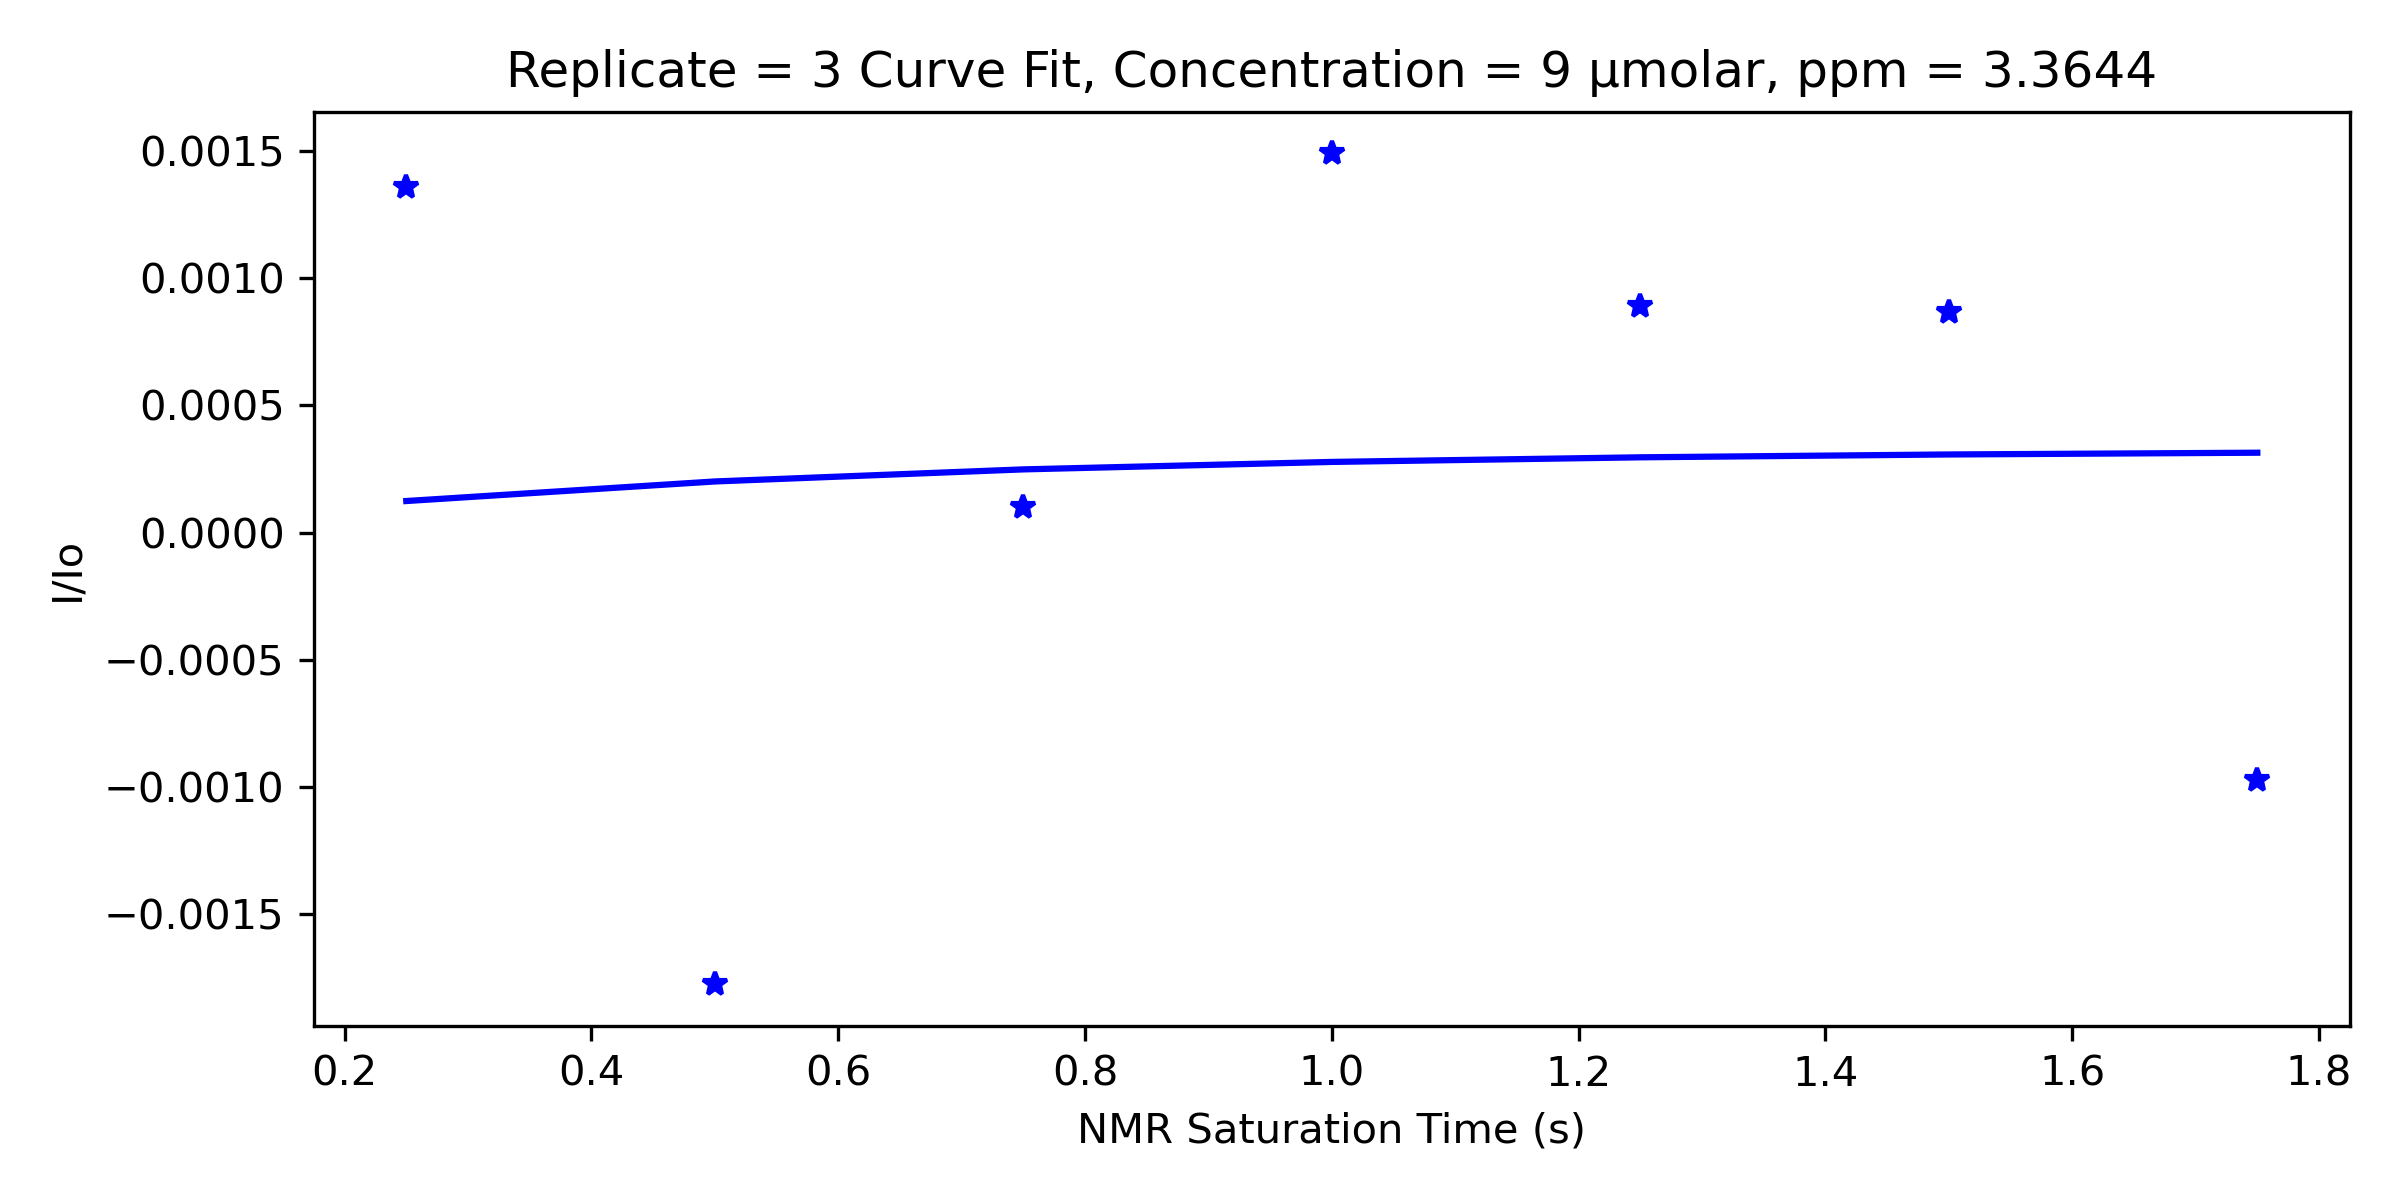 Replicate = 3 Curve Fit, Concentration = 9 μmolar, ppm = 3.3644
0.0015
0.0010
0.0005
0.0000
−0.0005
−0.0010
−0.0015
I/Io
0.2 0.4 0.6 0.8 1.0 1.2 1.4 1.6 1.8
NMR Saturation Time (s)